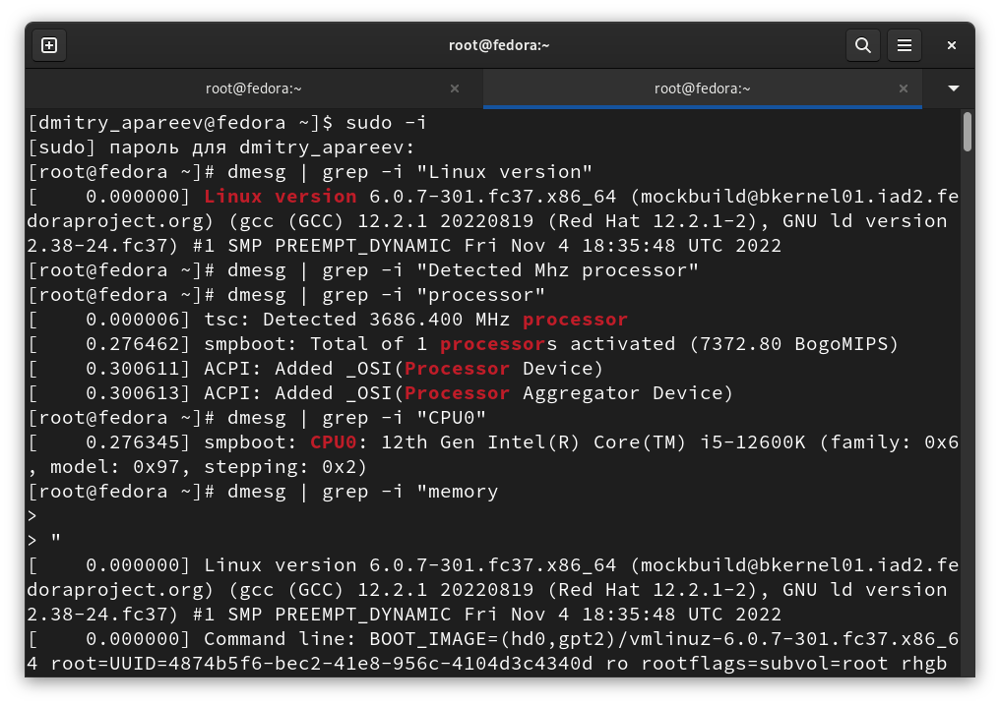 root@fedora:~
root@fedora:~
root@fedora:~
[dmitry_apareev@fedora ~]$ sudo -i
[sudo] пароль для dmitry_apareev:
[root@fedora ~]# dmesg | grep -i "Linux version"
[    0.000000] Linux version 6.0.7-301.fc37.x86_64 (mockbuild@bkernel01.iad2.fe
doraproject.org) (gcc (GCC) 12.2.1 20220819 (Red Hat 12.2.1-2), GNU ld version
2.38-24.fc37) #1 SMP PREEMPT_DYNAMIC Fri Nov 4 18:35:48 UTC 2022
[root@fedora ~]# dmesg | grep -i "Detected Mhz processor"
[root@fedora ~]# dmesg | grep -i "processor"
[    0.000006] tsc: Detected 3686.400 MHz processor
[    0.276462] smpboot: Total of 1 processors activated (7372.80 BogoMIPS)
[    0.300611] ACPI: Added _OSI(Processor Device)
[    0.300613] ACPI: Added _OSI(Processor Aggregator Device)
[root@fedora ~]# dmesg | grep -i "CPU0"
[    0.276345] smpboot: CPU0: 12th Gen Intel(R) Core(TM) i5-12600K (family: 0x6
, model: 0x97, stepping: 0x2)
[root@fedora ~]# dmesg | grep -i "memory
>
> "
[    0.000000] Linux version 6.0.7-301.fc37.x86_64 (mockbuild@bkernel01.iad2.fe
doraproject.org) (gcc (GCC) 12.2.1 20220819 (Red Hat 12.2.1-2), GNU ld version
2.38-24.fc37) #1 SMP PREEMPT_DYNAMIC Fri Nov 4 18:35:48 UTC 2022
[    0.000000] Command line: BOOT_IMAGE=(hd0,gpt2)/vmlinuz-6.0.7-301.fc37.x86_6
4 root=UUID=4874b5f6-bec2-41e8-956c-4104d3c4340d ro rootflags=subvol=root rhgb